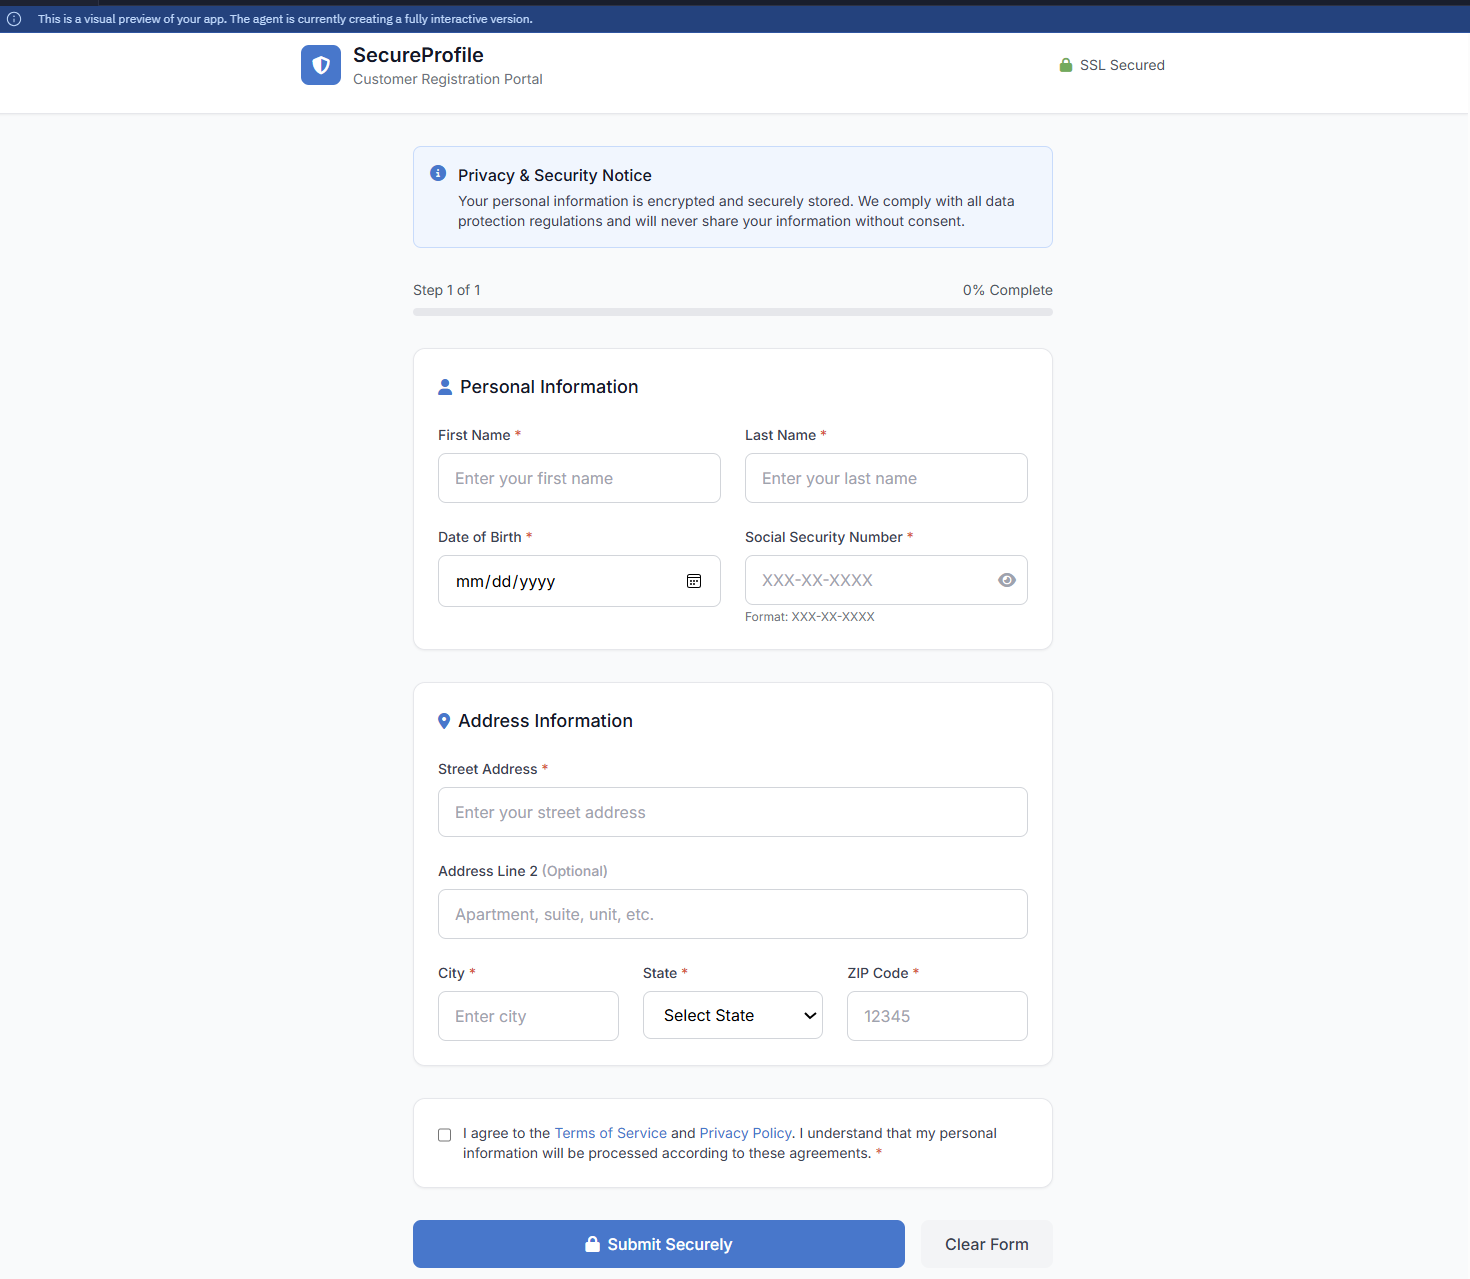 This is a visual preview of your app. The agent is currently creating a fully interactive version.
SecureProfile
Customer Registration Portal
SSL Secured
Privacy & Security Notice
Your personal information is encrypted and securely stored. We comply with all data
protection regulations and will never share your information without consent.
Step 1 of 1
0% Complete
Personal Information
First Name *
Last Name *
Enter your first name
Enter your last name
Date of Birth *
Social Security Number *
mm/dd/yyyy
XXX-XX-XXXX
Format: XXX-XX-XXXX
Address Information
Street Address *
Enter your street address
Address Line 2 (Optional)
Apartment, suite, unit, etc.
City *
State *
ZIP Code *
Enter city
Select State
12345
I agree to the Terms of Service and Privacy Policy. I understand that my personal
information will be processed according to these agreements. *
Submit Securely
Clear Form